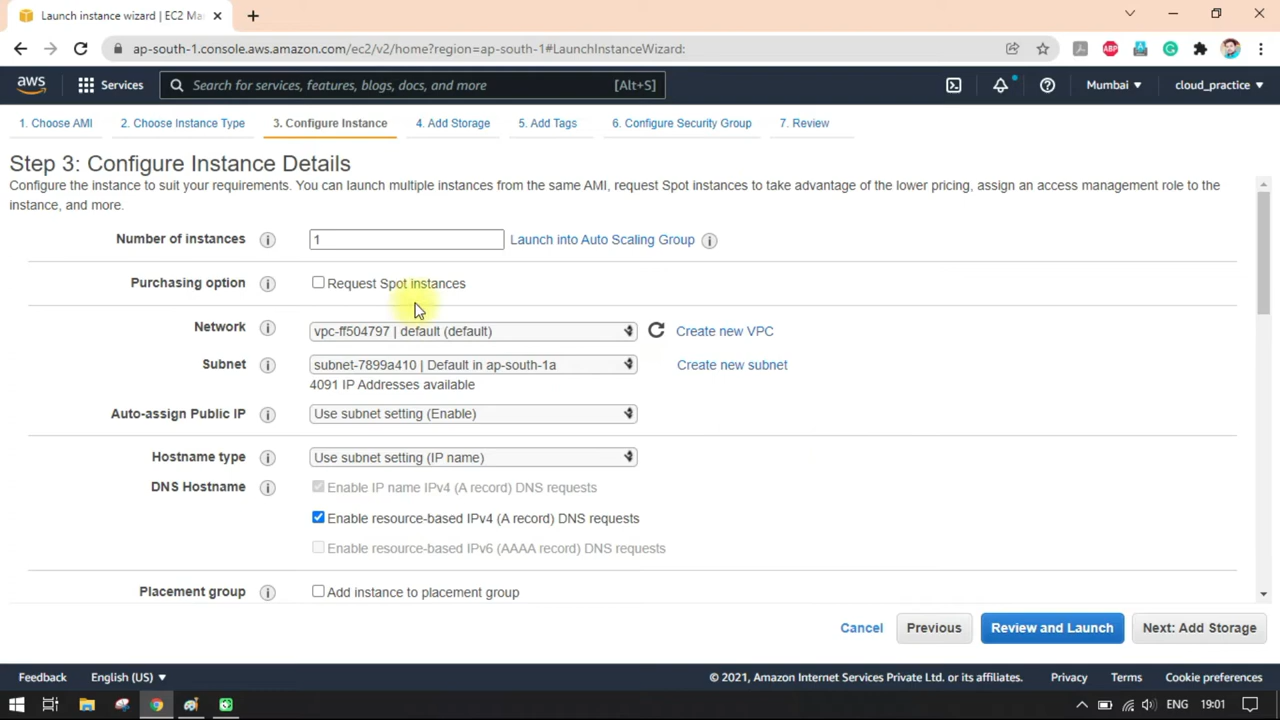 Launch instance wizard | EC2 Ma
ap-south-1.console.aws.amazon.com/ec2/v2/home?region=ap-south-1#LaunchInstanceWizard:
ABP
aws
Services
Search for services, features, blogs, docs, and more
[Alt+S]
Mumbai
cloud_practice
1. Choose AMI
2. Choose Instance Type
3. Configure Instance
4. Add Storage
5. Add Tags
6. Configure Security Group
7. Review
Step 3: Configure Instance Details
Configure the instance to suit your requirements. You can launch multiple instances from the same AMI, request Spot instances to take advantage of the lower pricing, assign an access management role to the
instance, and more.
Number of instances
1
Launch into Auto Scaling Group
Purchasing option
Request Spot instances
Network
vpc-ff504797 | default (default)
Create new VPC
Subnet
subnet-7899a410 | Default in ap-south-1a
Create new subnet
4091 IP Addresses available
Auto-assign Public IP
Use subnet setting (Enable)
Hostname type
Use subnet setting (IP name)
DNS Hostname
Enable IP name IPv4 (A record) DNS requests
Enable resource-based IPv4 (A record) DNS requests
Enable resource-based IPv6 (AAAA record) DNS requests
Placement group
Add instance to placement group
Cancel
Previous
Review and Launch
Next: Add Storage
Feedback
English (US)
© 2021, Amazon Internet Services Private Ltd. or its affiliates.
Privacy
Terms
Cookie preferences
ENG
19:01